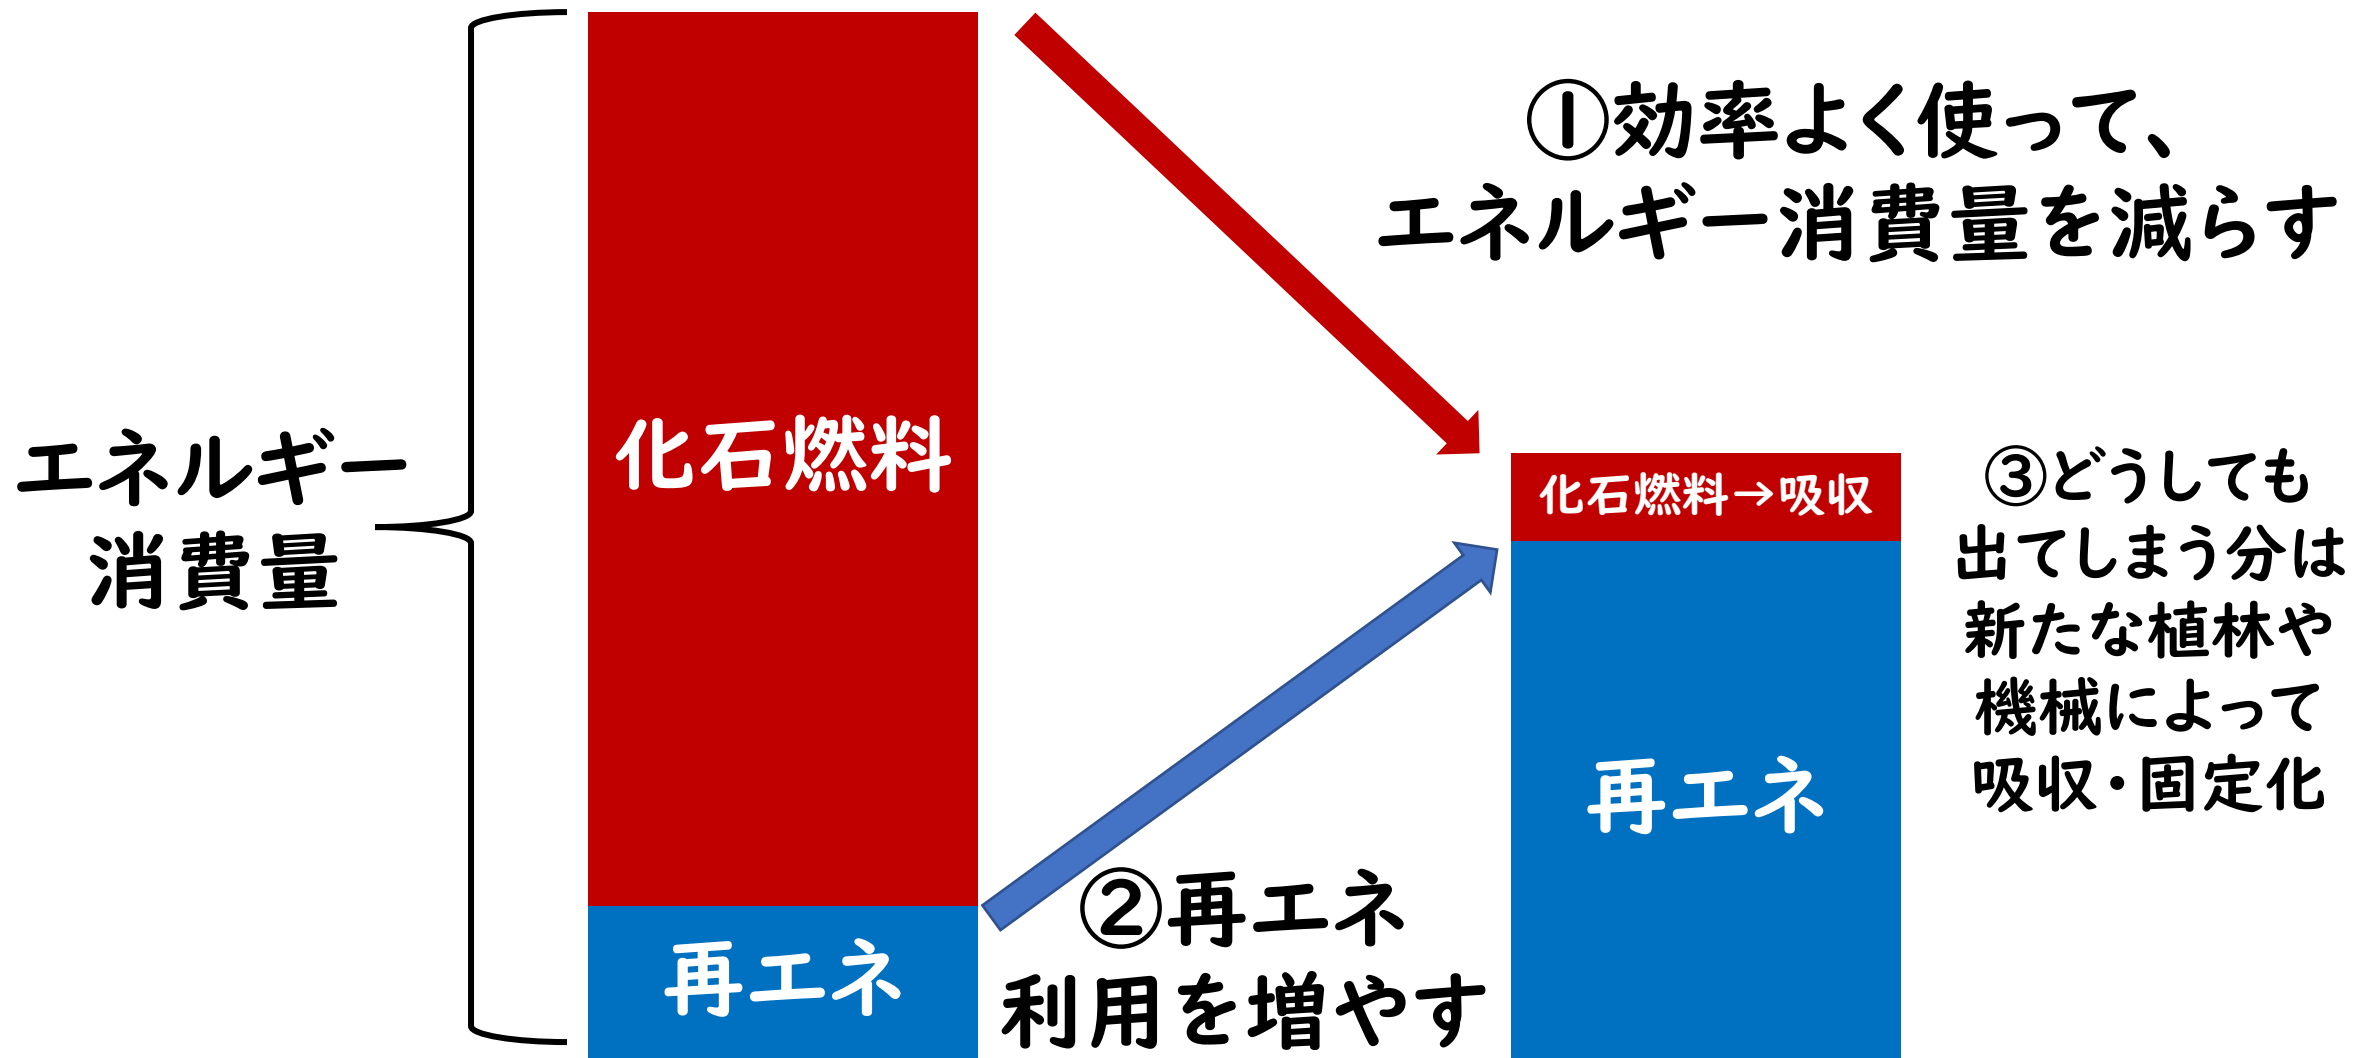 エネルギー
消費量
化石燃料
再エネ
①効率よく使って、
エネルギー消費量を減らす
②再エネ
利用を増やす
化石燃料→吸収
再エネ
③どうしても
出てしまう分は
新たな植林や
機械によって
吸収・固定化